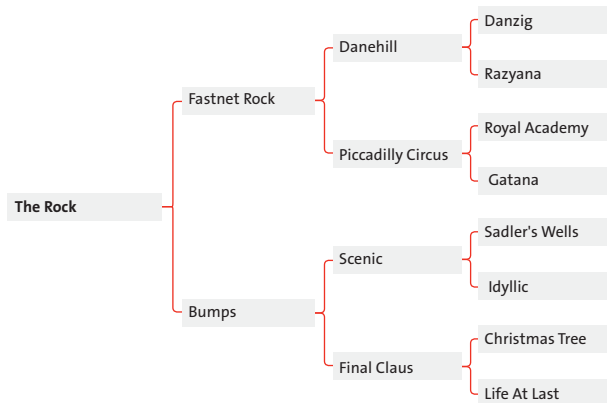 Danzig
Danehill
Razyana
Fastnet Rock
Royal Academy
Piccadilly Circus
Gatana
The Rock
Sadler's Wells
Scenic
Idyllic
Bumps
Christmas Tree
Final Claus
Life At Last